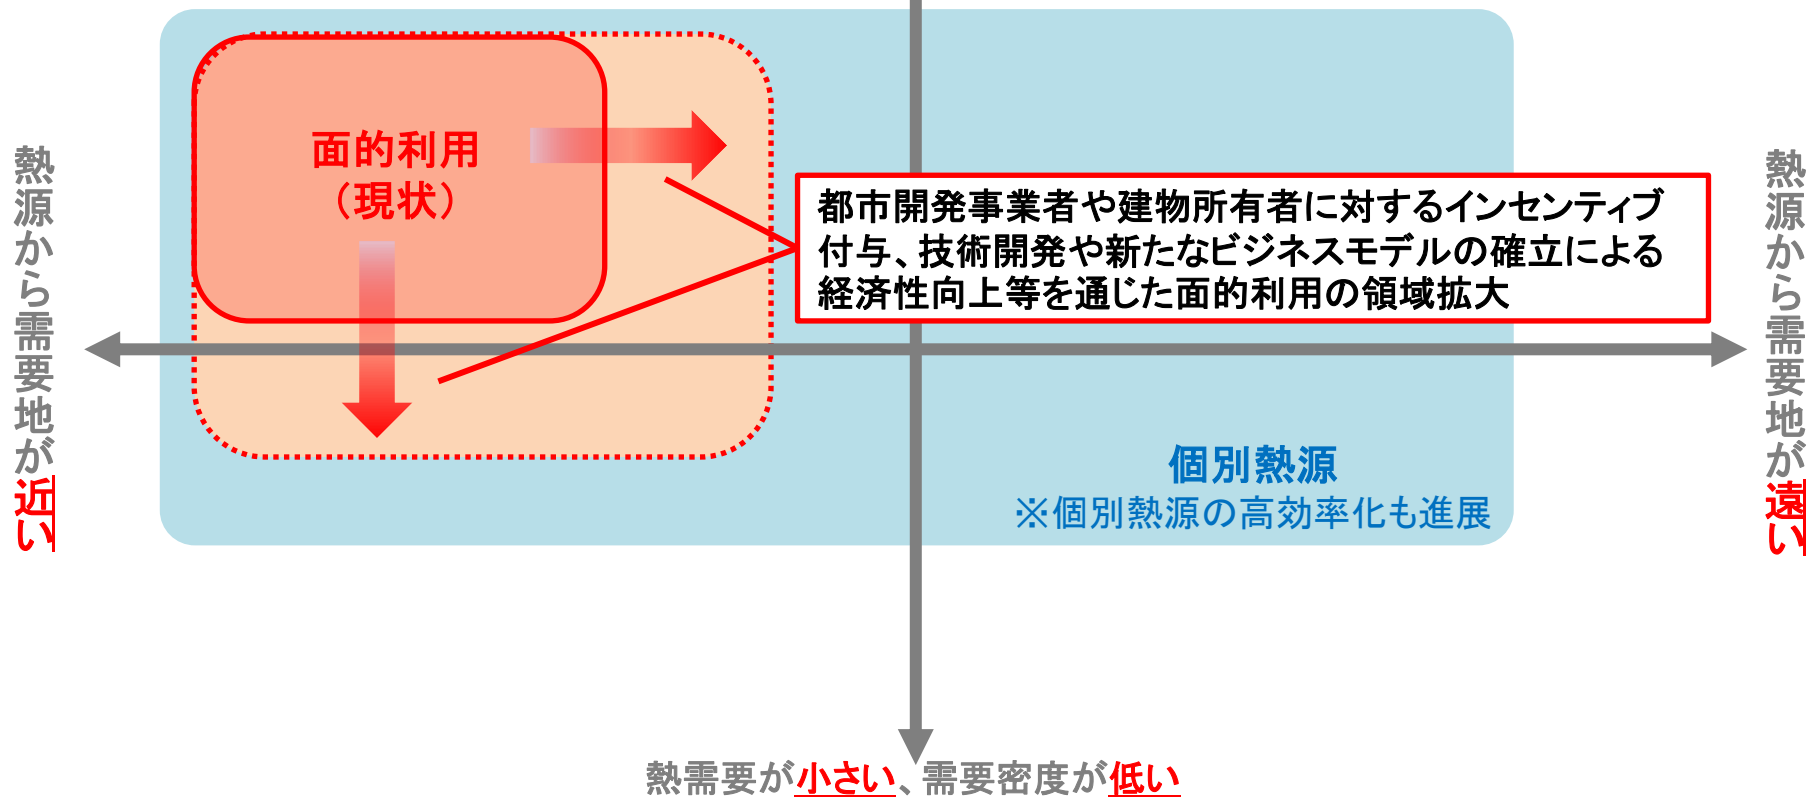 面的利用
（現状）
都市開発事業者や建物所有者に対するインセンティブ
付与、技術開発や新たなビジネスモデルの確立による
経済性向上等を通じた面的利用の領域拡大
熱源から需要地が近い
熱源から需要地が遠い
個別熱源
※個別熱源の高効率化も進展
熱需要が小さい、需要密度が低い